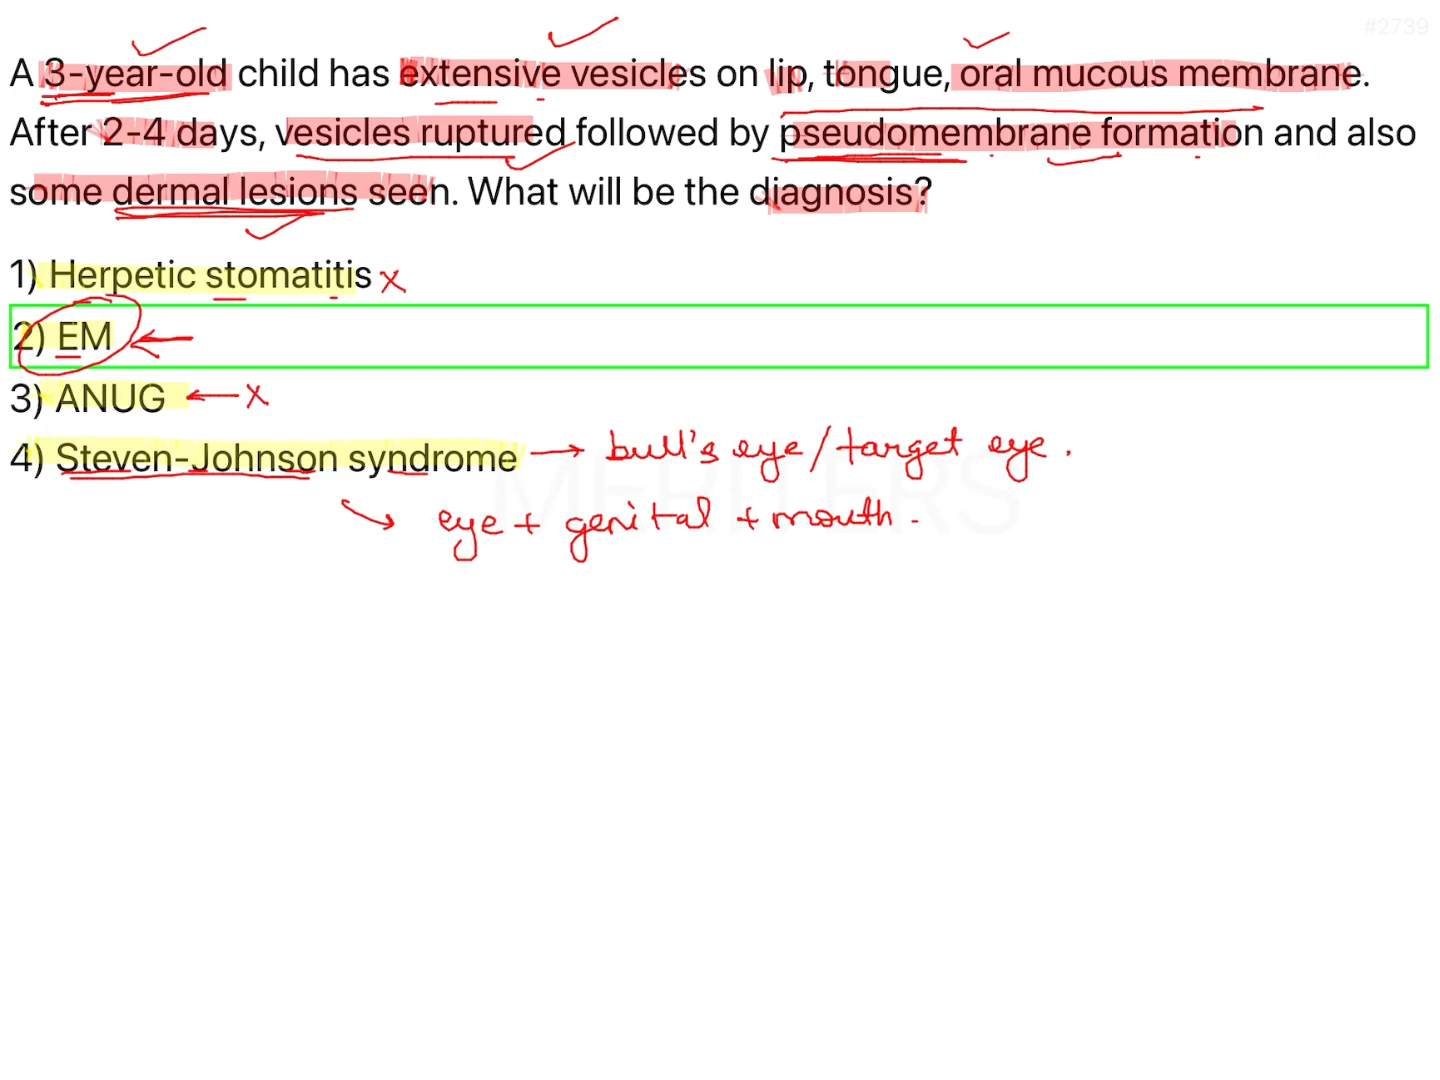 #2739
A 3-year-old child has extensive vesicles on lip, tongue, oral mucous membrane.
After 2-4 days, vesicles ruptured followed by pseudomembrane formation and also
some dermal lesions seen. What will be the diagnosis?
1) Herpetic stomatitis x
2) EM
3) ANUG x
4) Steven-Johnson syndrome → bull's eye/target eye.
eye + genital + mouth.
MERITERS